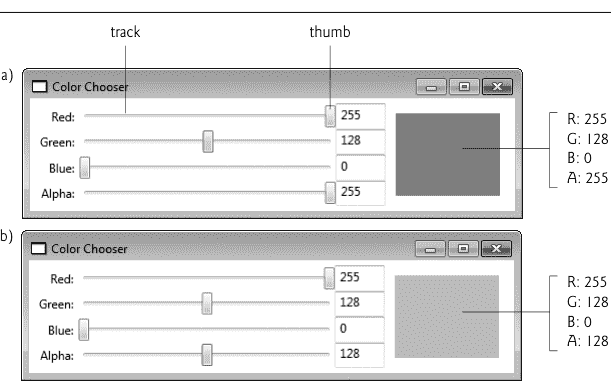 track thumb
a)
Color Chooser
Red: 255
Green: 128
Blue: 0
Alpha: 255
R: 255
G: 128
B: 0
A: 255
b)
Color Chooser
Red: 255
Green: 128
Blue: 0
Alpha: 128
R: 255
G: 128
B: 0
A: 128